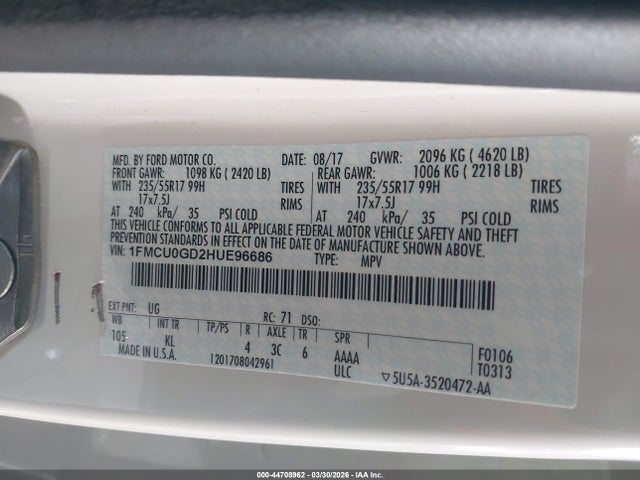 MFD. BY FORD MOTOR CO. DATE: 08/17 GVWR: 2096 KG ( 4620 LB)
FRONT GAWR: 1098 KG ( 2420 LB) REAR GAWR: 1006 KG ( 2218 LB)
WITH 235/55R17 99H TIRES WITH 235/55R17 99H TIRES
17x7.5J RIMS 17x7.5J RIMS
AT 240 kPa/ 35 PSI COLD AT 240 kPa/ 35 PSI COLD
THIS VEHICLE CONFORMS TO ALL APPLICABLE FEDERAL MOTOR VEHICLE SAFETY AND THEFT
PREVENTION STANDARDS IN EFFECT ON THE DATE OF MANUFACTURE SHOWN ABOVE.
VIN: 1FMCU0GD2HUE96686 TYPE: MPV
EXT PNT: UG RC: 71 DSO:
WB INT TR TP/PS R AXLE TR SPR
105 KL 4 3C 6 AAAA F0106
MADE IN U.S.A. 1201708042961 ULC T0313
▽5U5A-3520472-AA
000-44708962 | 03/30/2026 - IAA Inc.